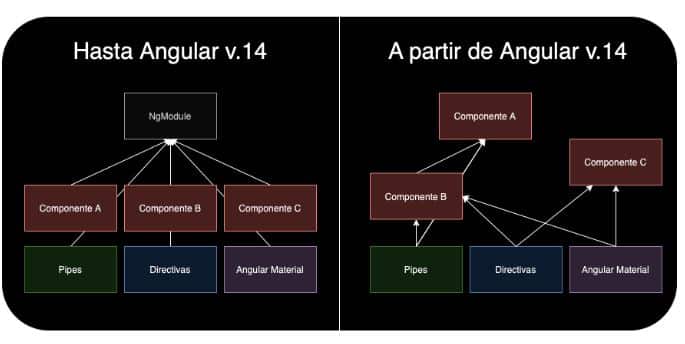 Hasta Angular v.14
NgModule
Componente A
Componente B
Componente C
Pipes
Directivas
Angular Material
A partir de Angular v.14
Componente A
Componente C
Componente B
Pipes
Directivas
Angular Material